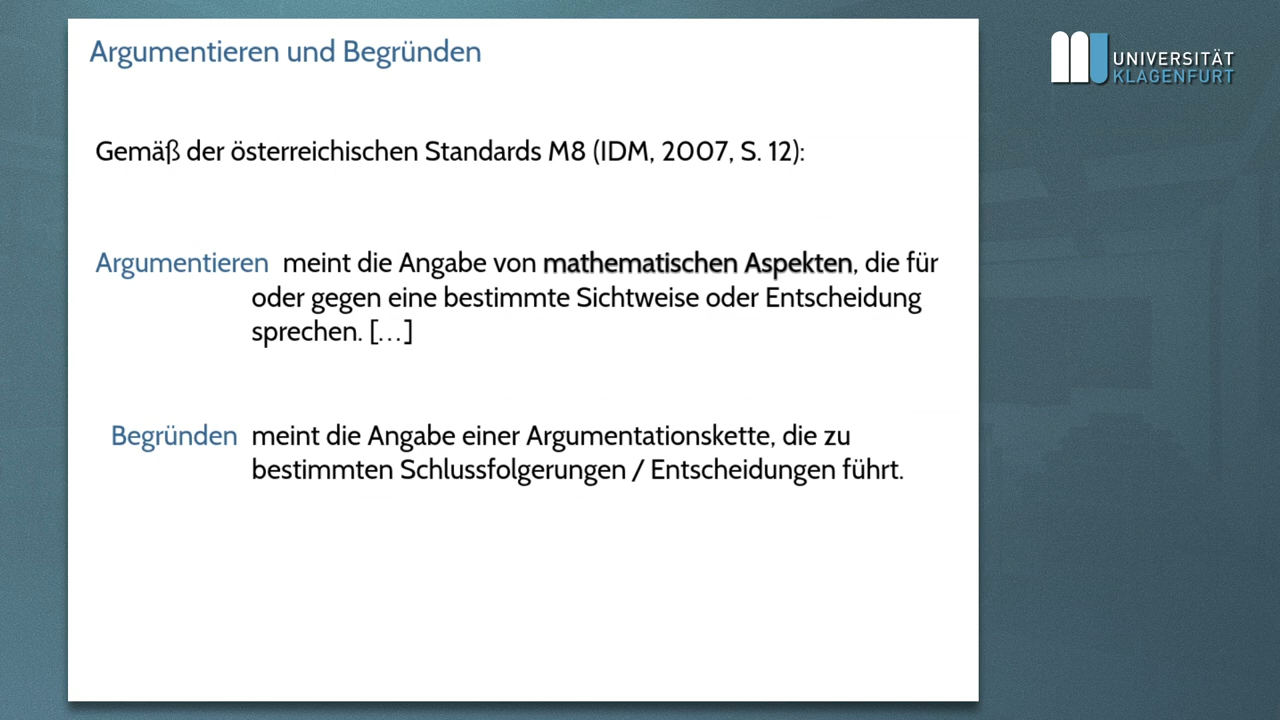 Argumentieren und Begründen
UNIVERSITÄT
KLAGENFURT
Gemäß der österreichischen Standards M8 (IDM, 2007, S. 12):
Argumentieren meint die Angabe von mathematischen Aspekten, die für
oder gegen eine bestimmte Sichtweise oder Entscheidung
sprechen. [...]
Begründen meint die Angabe einer Argumentationskette, die zu
bestimmten Schlussfolgerungen / Entscheidungen führt.